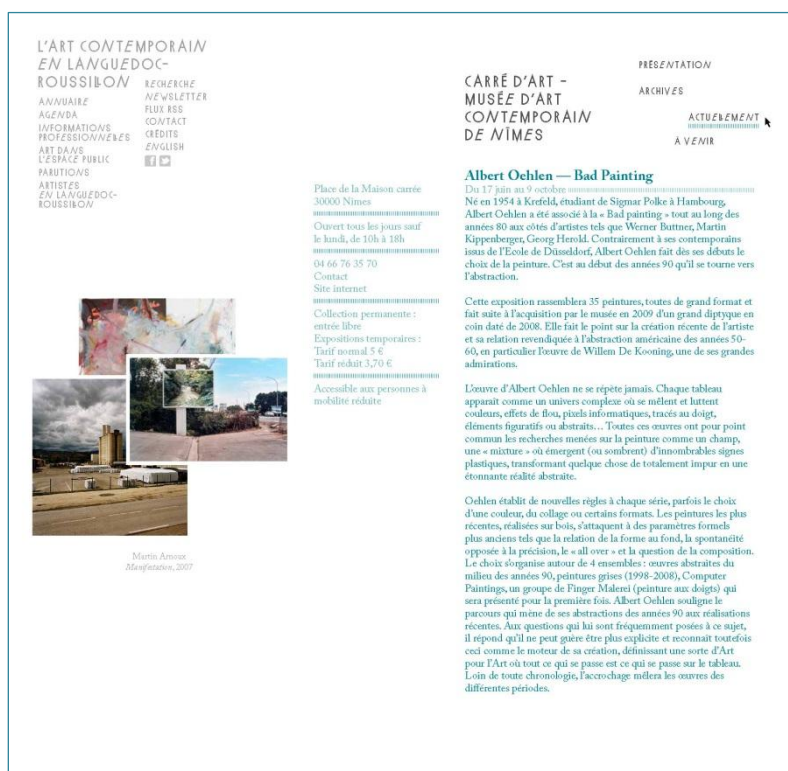 L'ART CONTEMPORAIN
EN LANGUEDOC-
ROUSSILLON
ANNUAIRE
AGENDA
INFORMATIONS
PROFESSIONNELLES
ART DANS
L'ESPACE PUBLIC
PARUTIONS
ARTISTES
EN LANGUEDOC-
ROUSSILLON
RECHERCHE
NEWSLETTER
FLUX RSS
CONTACT
CRÉDITS
ENGLISH
Martin Arnoux
Manifestation, 2007
Place de la Maison carrée
30000 Nîmes
Ouvert tous les jours sauf
le lundi, de 10h à 18h
04 66 76 35 70
Contact
Site internet
Collection permanente :
entrée libre
Expositions temporaires :
Tarif normal 5 €
Tarif réduit 3,70 €
Accessible aux personnes à
mobilité réduite
CARRÉ D'ART –
MUSÉE D'ART
CONTEMPORAIN
DE NÎMES
PRÉSENTATION
ARCHIVES
ACTUELLEMENT
À VENIR
Albert Oehlen — Bad Painting
Du 17 juin au 9 octobre
Né en 1954 à Krefeld, étudiant de Sigmar Polke à Hambourg,
Albert Oehlen a été associé à la « Bad painting » tout au long des
années 80 aux côtés d'artistes tels que Werner Buttner, Martin
Kippenberger, Georg Herold. Contrairement à ses contemporains
issus de l'Ecole de Düsseldorf, Albert Oehlen fait dès ses débuts le
choix de la peinture. C'est au début des années 90 qu'il se tourne vers
l'abstraction.
Cette exposition rassemblera 35 peintures, toutes de grand format et
fait suite à l'acquisition par le musée en 2009 d'un grand diptyque en
coin daté de 2008. Elle fait le point sur la création récente de l'artiste
et sa relation revendiquée à l'abstraction américaine des années 50-
60, en particulier l'œuvre de Willem De Kooning, une de ses grandes
admirations.
L'œuvre d'Albert Oehlen ne se répète jamais. Chaque tableau
apparaît comme un univers complexe où se mêlent et luttent
couleurs, effets de flou, pixels informatiques, tracés au doigt,
éléments figuratifs ou abstraits… Toutes ces œuvres ont pour point
commun les recherches menées sur la peinture comme un champ,
une « mixture » où émergent (ou sombrent) d'innombrables signes
plastiques, transformant quelque chose de totalement impur en une
étonnante réalité abstraite.
Oehlen établit de nouvelles règles à chaque série, parfois le choix
d'une couleur, du collage ou certains formats. Les peintures les plus
récentes, réalisées sur bois, s'attaquent à des paramètres formels
plus anciens tels que la relation de la forme au fond, la spontanéité
opposée à la précision, le « all over » et la question de la composition.
Le choix s'organise autour de 4 ensembles : œuvres abstraites du
milieu des années 90, peintures grises (1998-2008), Computer
Paintings, un groupe de Finger Malerei (peinture aux doigts) qui
sera présenté pour la première fois. Albert Oehlen souligne le
parcours qui mène de ses abstractions des années 90 aux réalisations
récentes. Aux questions qui lui sont fréquemment posées à ce sujet,
il répond qu'il ne peut guère être plus explicite et reconnaît toutefois
ceci comme le moteur de sa création, définissant une sorte d'Art
pour l'Art où tout ce qui se passe est ce qui se passe sur le tableau.
Loin de toute chronologie, l'accrochage mêlera les œuvres des
différentes périodes.